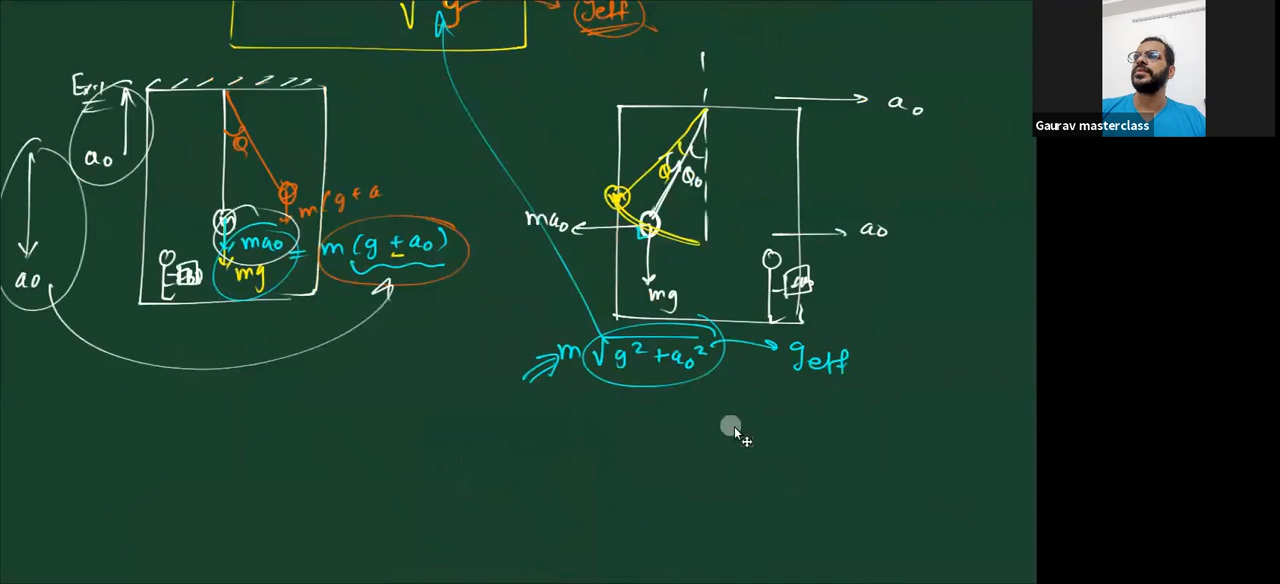 √g
geff
a₀
Gaurav masterclass
a₀
θ
m(g + a
θ₀
m
m
ma₀
ma₀
a₀
= m(g ± a₀)
mg
a₀
mg
m√g² + a₀²
geff